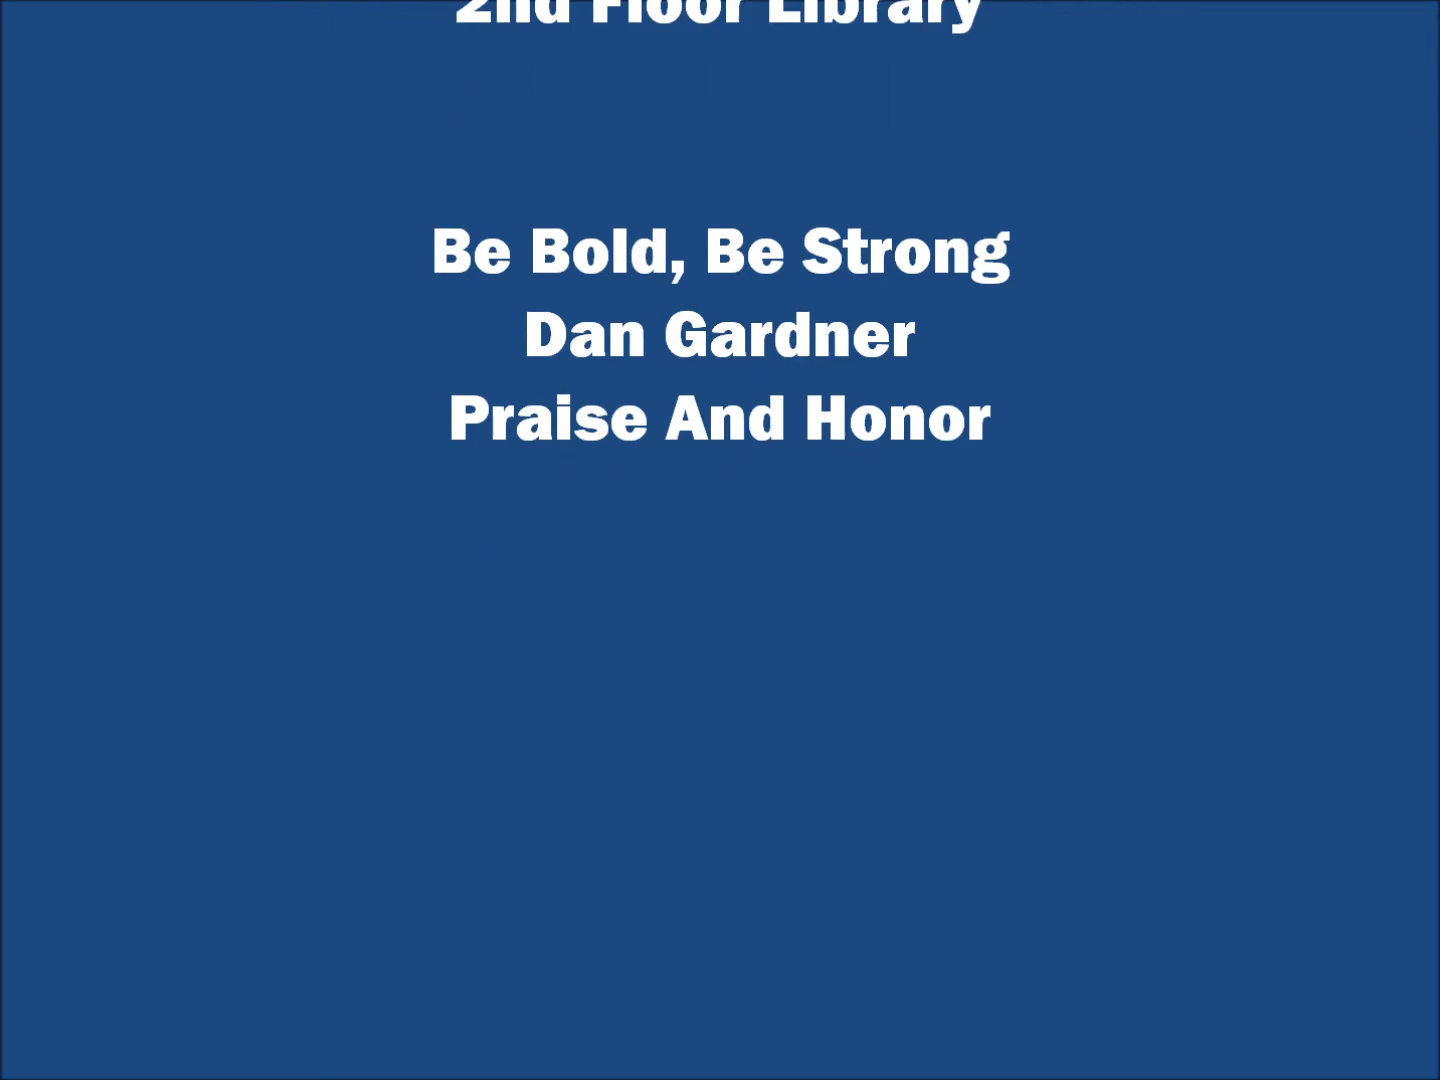 2nd Floor Library
Be Bold, Be Strong
Dan Gardner
Praise And Honor